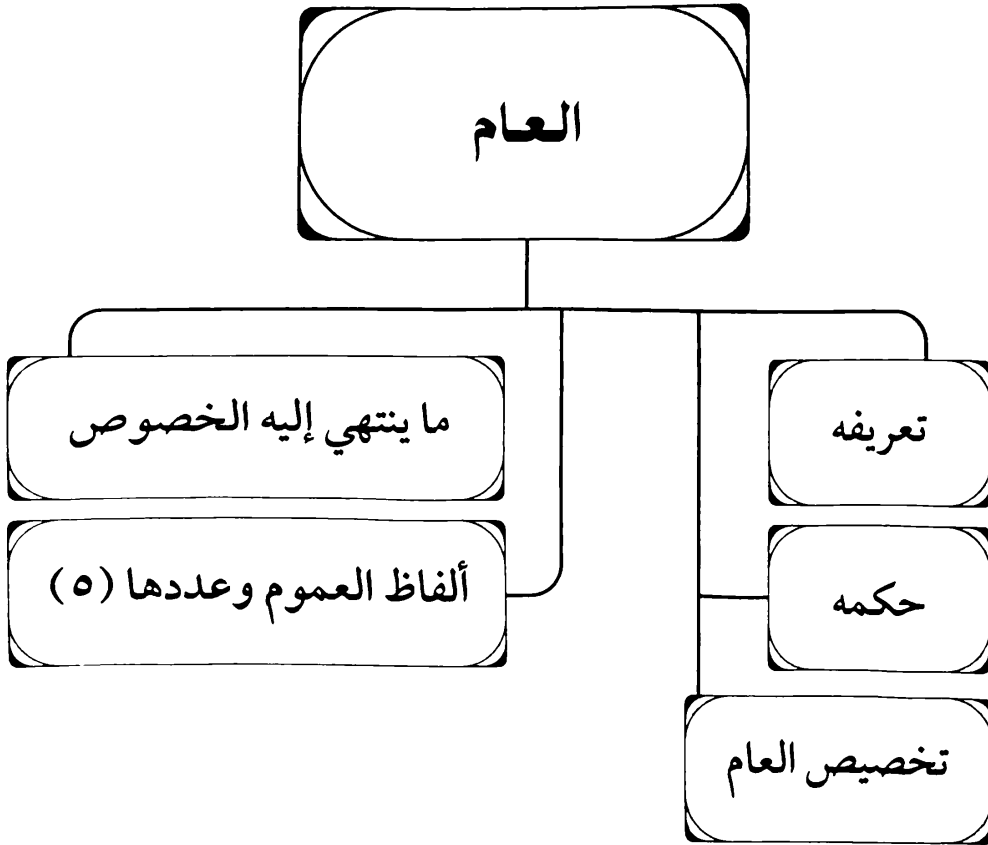 العام
تعريفه
حكمه
تخصيص العام
ما ينتهي إليه الخصوص
ألفاظ العموم وعددها (٥)